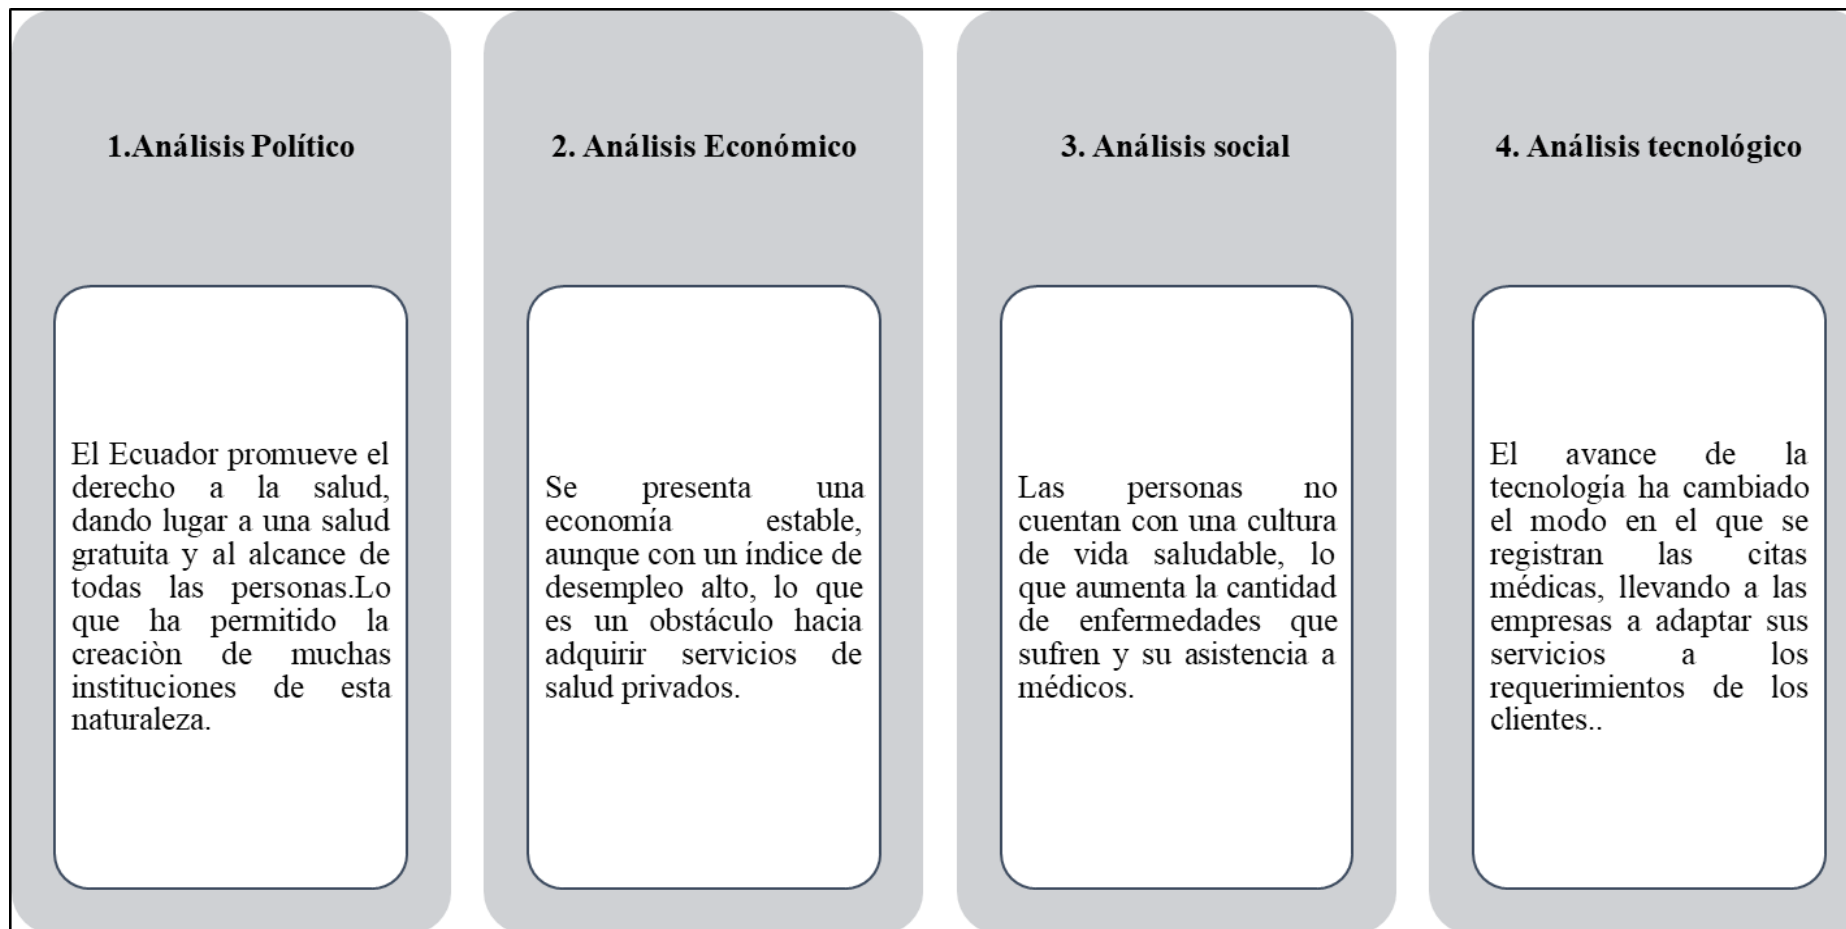 1.Análisis Político
El Ecuador promueve el
derecho a la salud,
dando lugar a una salud
gratuita y al alcance de
todas las personas.Lo
que ha permitido la
creaciòn de muchas
instituciones de esta
naturaleza.
2. Análisis Económico
Se presenta una
economía estable,
aunque con un índice de
desempleo alto, lo que
es un obstáculo hacia
adquirir servicios de
salud privados.
3. Análisis social
Las personas no
cuentan con una cultura
de vida saludable, lo
que aumenta la cantidad
de enfermedades que
sufren y su asistencia a
médicos.
4. Análisis tecnológico
El avance de la
tecnología ha cambiado
el modo en el que se
registran las citas
médicas, llevando a las
empresas a adaptar sus
servicios a los
requerimientos de los
clientes..